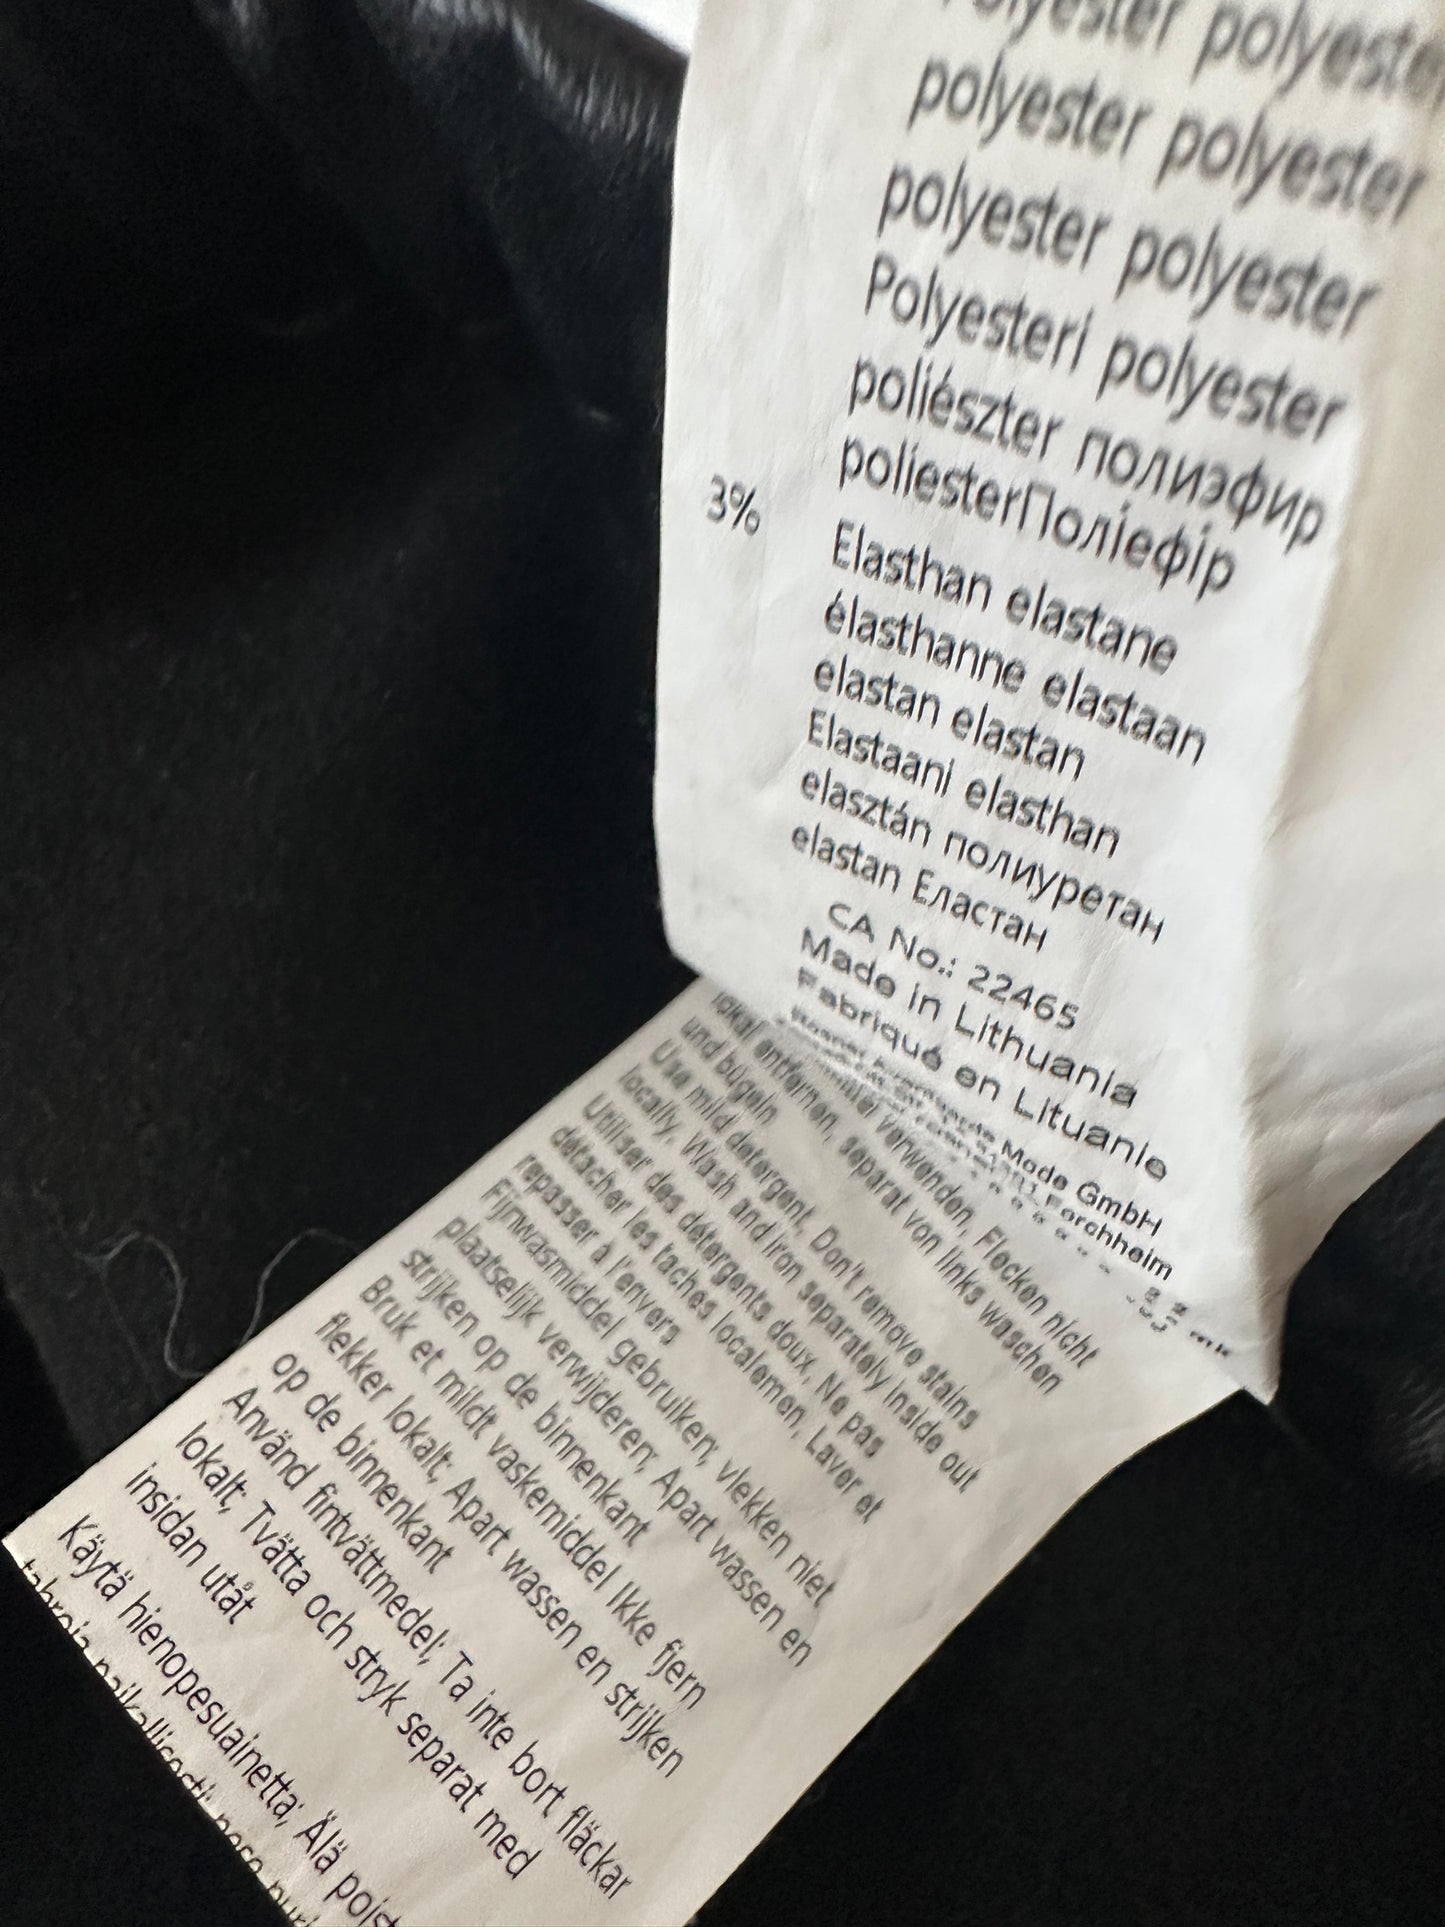 polyester polyester
polyester polyester
polyester polyester
Polyesteri polyester
poliészter полиэфир
poliesterПоліефір
3% Elasthan elastane
élasthanne elastaan
elastan elastan
Elastaani elasthan
elasztán полиуретан
elastan Еластан
CA No.: 22465
Made in Lithuania
Fabriqué en Lituanie
Mode GmbH
Forchheim
verwenden, Flecken nicht
lokal entfernen, separat von links waschen
und bügeln
Use mild detergent, Don't remove stains
locally, Wash and iron separately inside out
Utiliser des détergents doux, Ne pas
détacher les taches localemen, Laver et
repasser à l'envers
Fijnwasmiddel gebruiken; vlekken niet
plaatselijk verwijderen; Apart wassen en
strijken op de binnenkant
Bruk et mildt vaskemiddel Ikke fjern
flekker lokalt; Apart wassen en strijken
op de binnenkant
Använd fintvättmedel; Ta inte bort fläckar
lokalt; Tvätta och stryk separat med
insidan utåt
Käytä hienopesuainetta; Älä poist